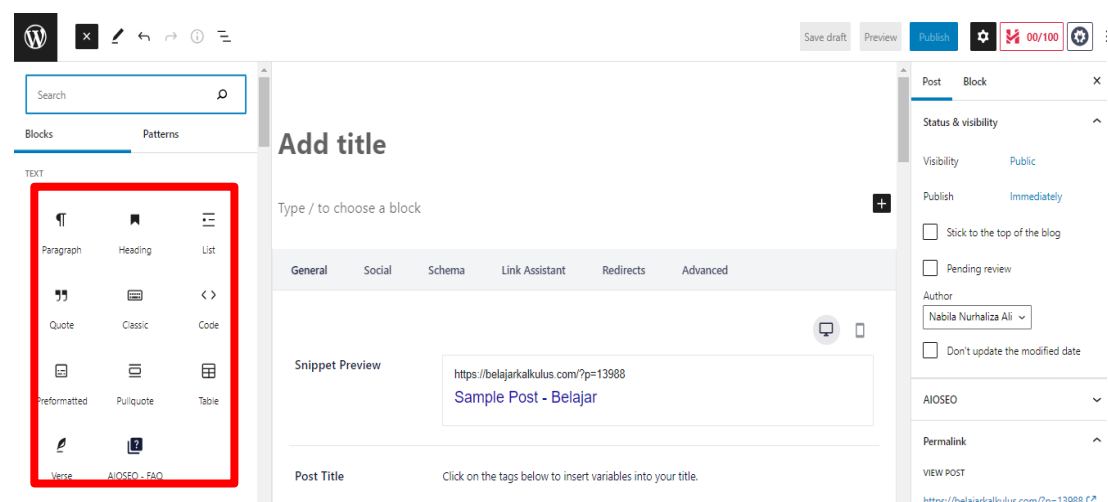 Save draft Preview Publish 00/100
Search
Blocks Patterns
TEXT
Paragraph Heading List
Quote Classic Code
Preformatted Pullquote Table
Verse AIOSEO - FAQ
Add title
Type / to choose a block
General Social Schema Link Assistant Redirects Advanced
Snippet Preview
https://belajarkalkulus.com/?p=13988
Sample Post - Belajar
Post Title Click on the tags below to insert variables into your title.
Post Block
Status & visibility
Visibility Public
Publish Immediately
Stick to the top of the blog
Pending review
Author
Nabila Nurhaliza Ali
Don't update the modified date
AIOSEO
Permalink
VIEW POST
https://belajarkalkulus.com/?p=13988